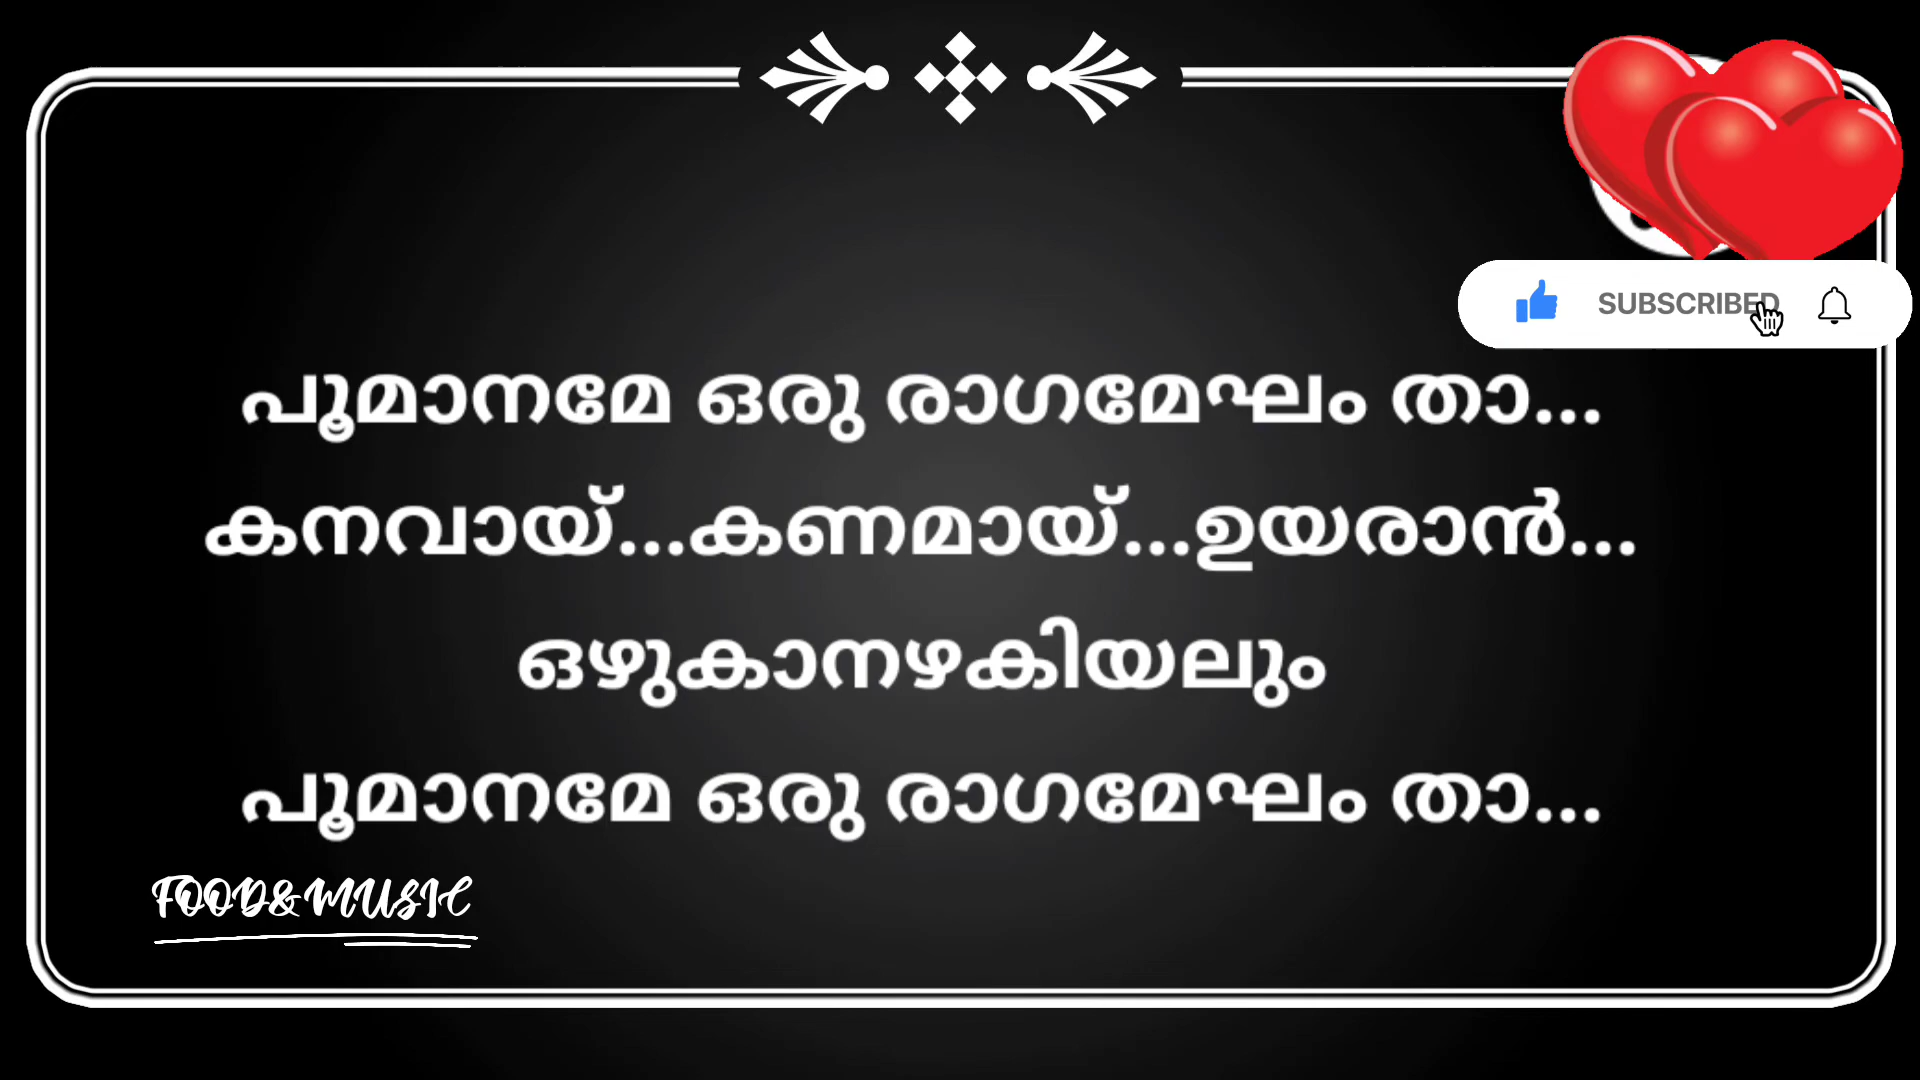 SUBSCRIBED
പൂമാനമേ ഒരു രാഗമേഘം താ...
കനവായ്...കണമായ്...ഉയരാൻ...
ഒഴുകാനഴകിയലും
പൂമാനമേ ഒരു രാഗമേഘം താ...
FOOD&MUSIC